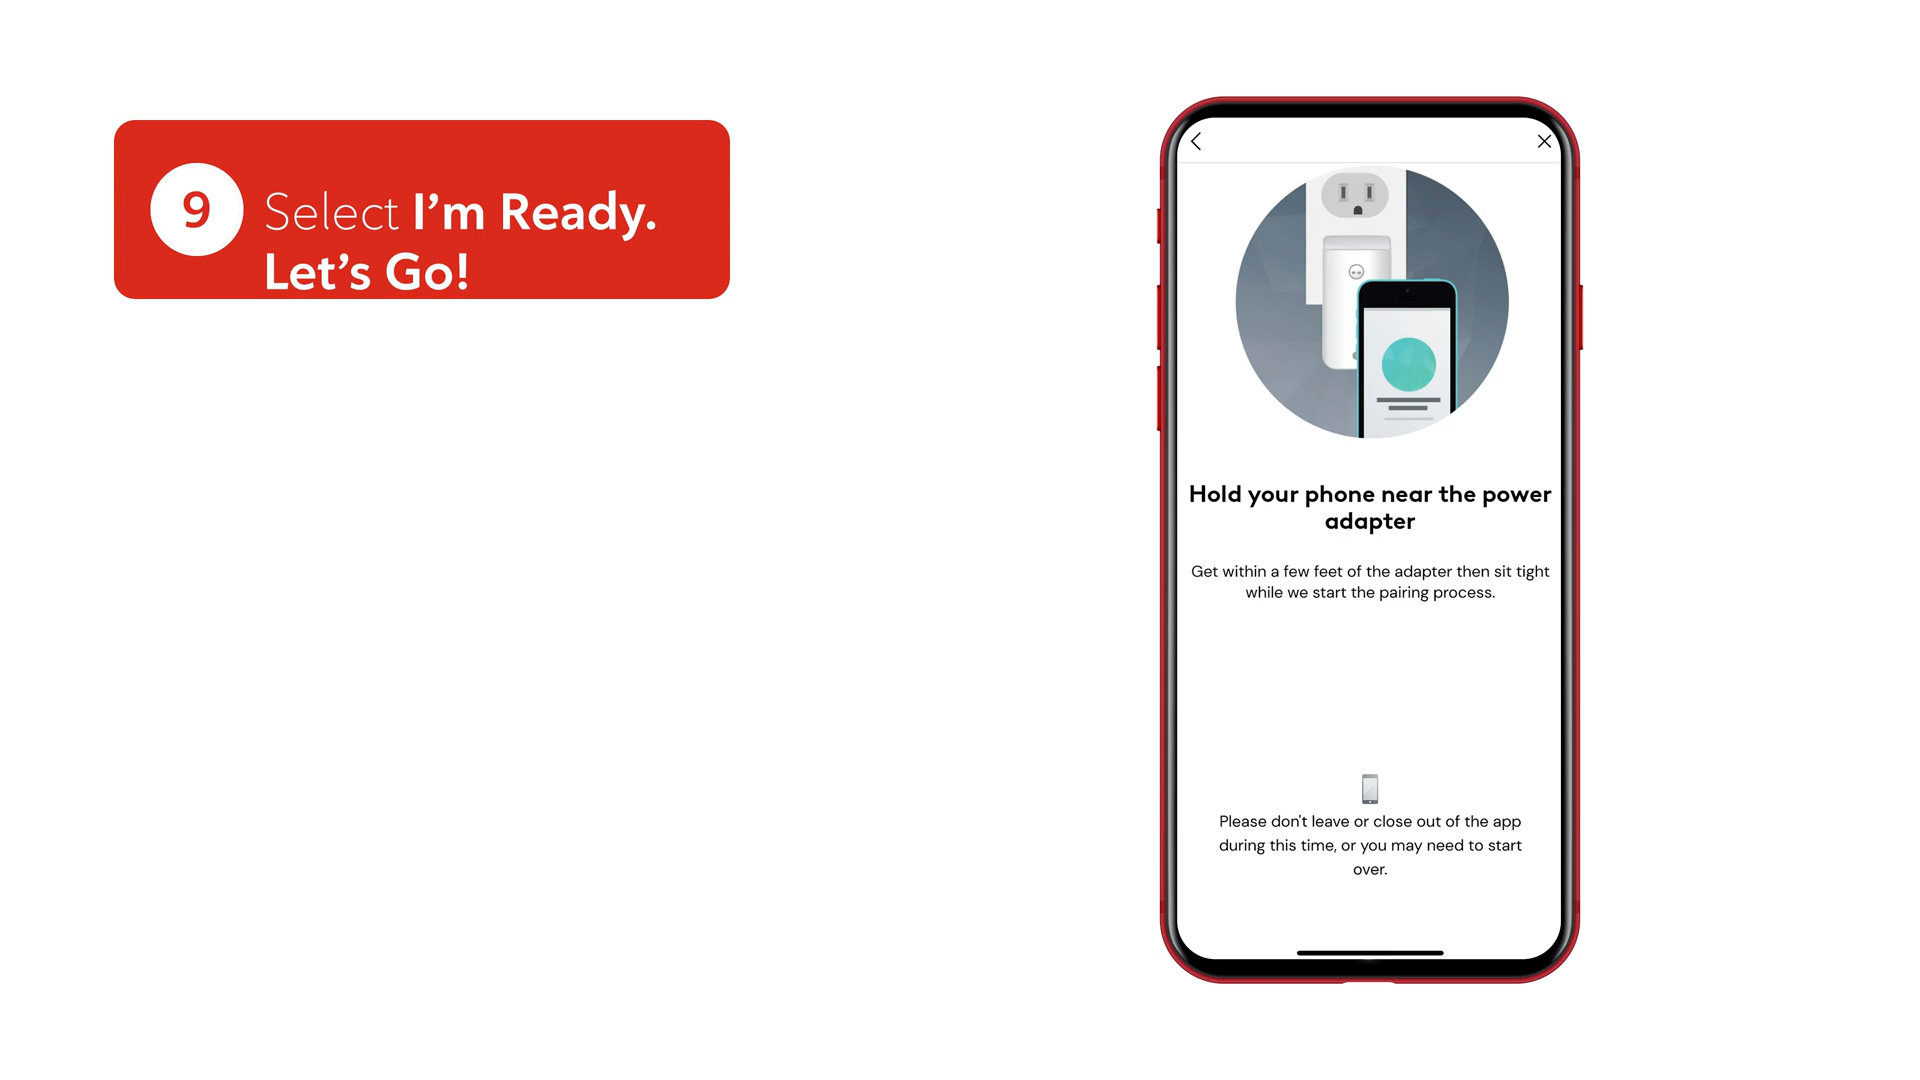 9
Select I’m Ready.
Let’s Go!
Hold your phone near the power
adapter
Get within a few feet of the adapter then sit tight
while we start the pairing process.
Please don't leave or close out of the app
during this time, or you may need to start
over.